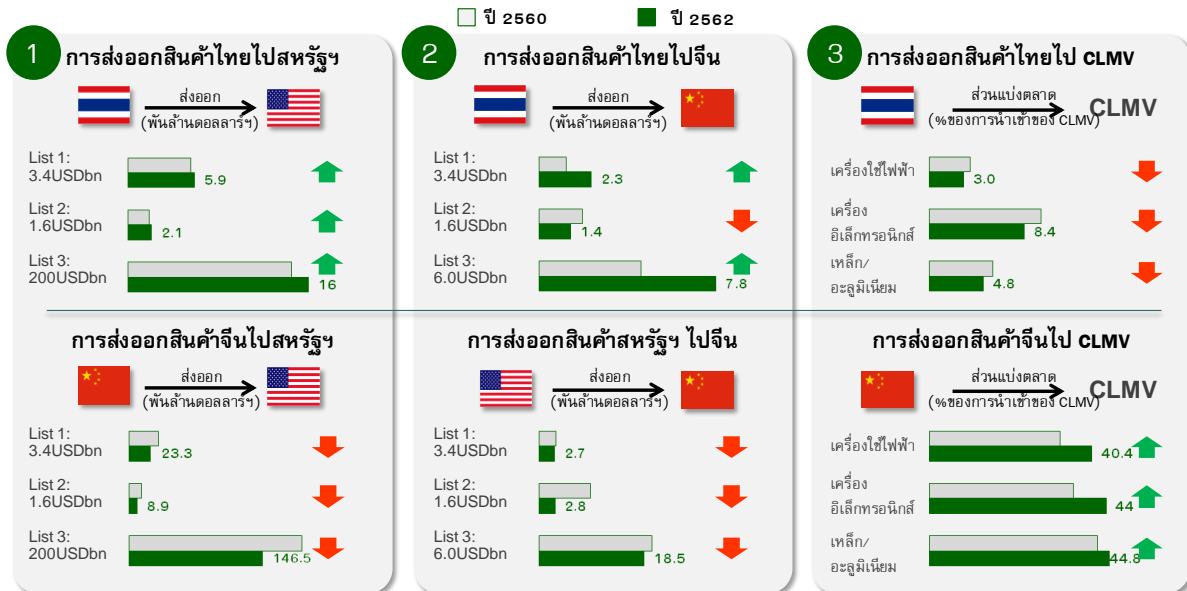 ปี 2560
ปี 2562
1
การส่งออกสินค้าไทยไปสหรัฐฯ
ส่งออก
(พันล้านดอลลาร์ฯ)
List 1:
3.4USDbn
5.9
List 2:
1.6USDbn
2.1
List 3:
200USDbn
16
การส่งออกสินค้าจีนไปสหรัฐฯ
ส่งออก
(พันล้านดอลลาร์ฯ)
List 1:
3.4USDbn
23.3
List 2:
1.6USDbn
8.9
List 3:
200USDbn
146.5
2
การส่งออกสินค้าไทยไปจีน
ส่งออก
(พันล้านดอลลาร์ฯ)
List 1:
3.4USDbn
2.3
List 2:
1.6USDbn
1.4
List 3:
6.0USDbn
7.8
การส่งออกสินค้าสหรัฐฯ ไปจีน
ส่งออก
(พันล้านดอลลาร์ฯ)
List 1:
3.4USDbn
2.7
List 2:
1.6USDbn
2.8
List 3:
6.0USDbn
18.5
3
การส่งออกสินค้าไทยไป CLMV
ส่วนแบ่งตลาด
(%ของการนำเข้าของ CLMV)
CLMV
เครื่องใช้ไฟฟ้า
3.0
เครื่อง
อิเล็กทรอนิกส์
8.4
เหล็ก/
อะลูมิเนียม
4.8
การส่งออกสินค้าจีนไป CLMV
ส่วนแบ่งตลาด
(%ของการนำเข้าของ CLMV)
CLMV
เครื่องใช้ไฟฟ้า
40.4
เครื่อง
อิเล็กทรอนิกส์
44
เหล็ก/
อะลูมิเนียม
44.8